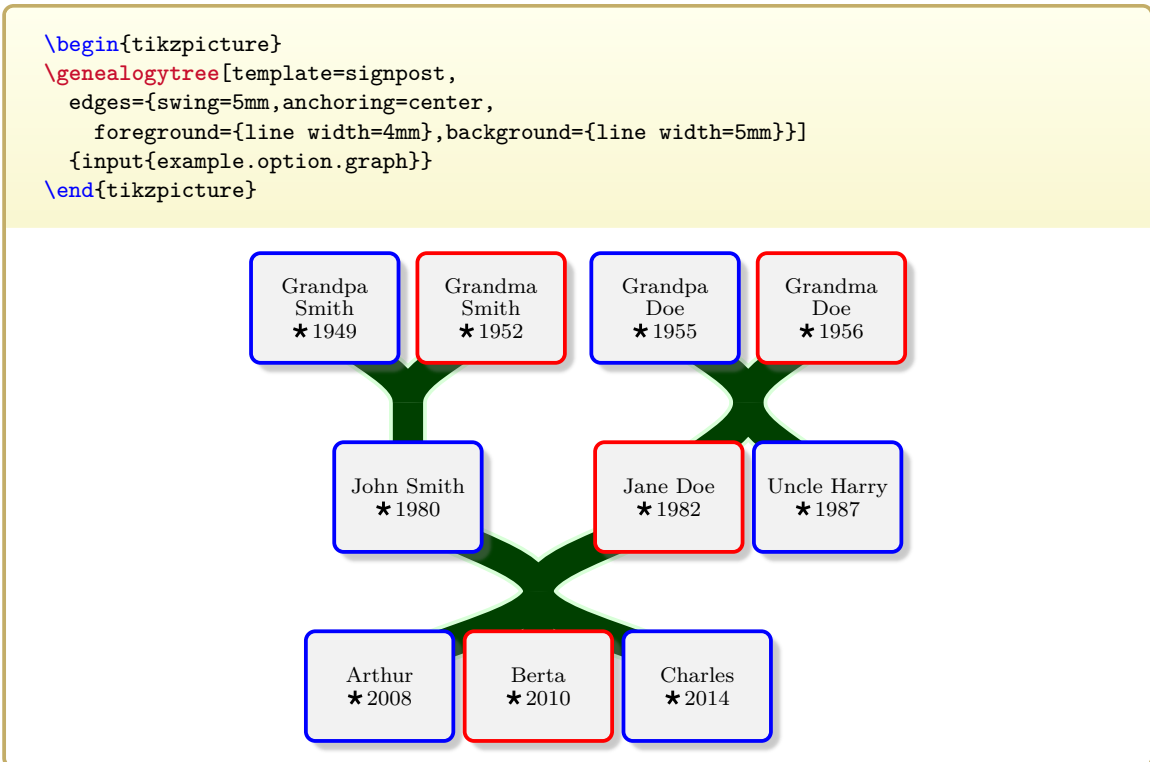 \begin{tikzpicture}
\genealogytree[template=signpost,
  edges={swing=5mm,anchoring=center,
    foreground={line width=4mm},background={line width=5mm}}]
  {input{example.option.graph}}
\end{tikzpicture}
Grandpa
Smith
★1949
Grandma
Smith
★1952
Grandpa
Doe
★1955
Grandma
Doe
★1956
John Smith
★1980
Jane Doe
★1982
Uncle Harry
★1987
Arthur
★2008
Berta
★2010
Charles
★2014